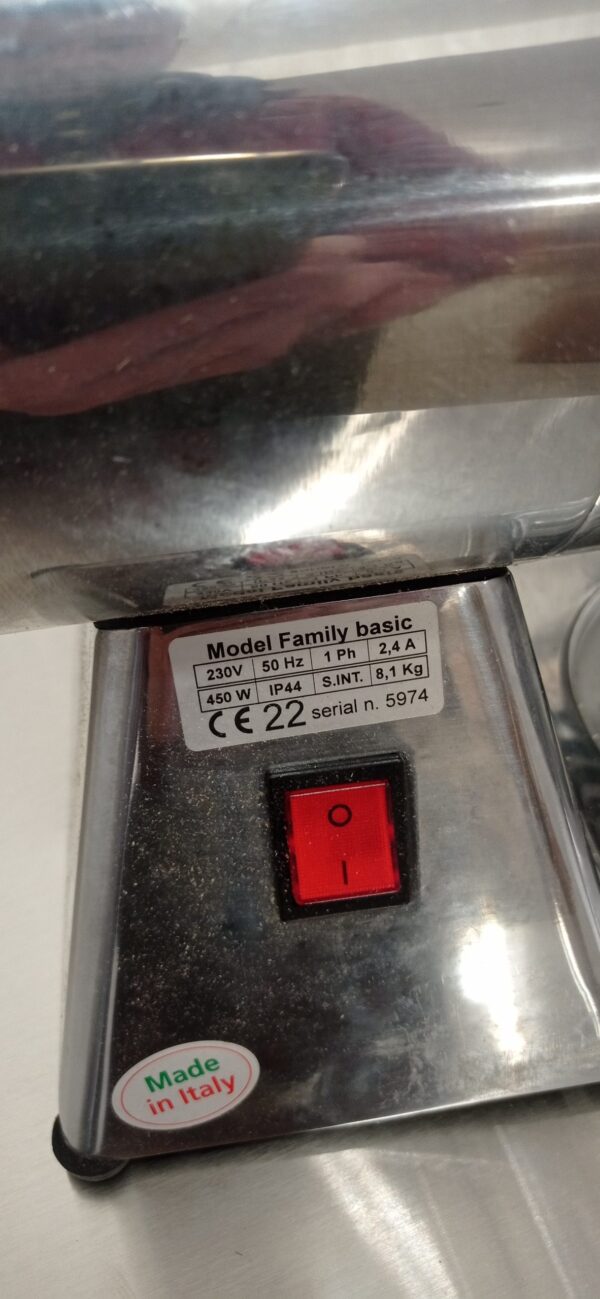 Model Family basic
230V 50 Hz 1 Ph 2,4 A
450 W IP44 S.INT. 8,1 Kg
CE 22 serial n. 5974
O
I
Made
in Italy